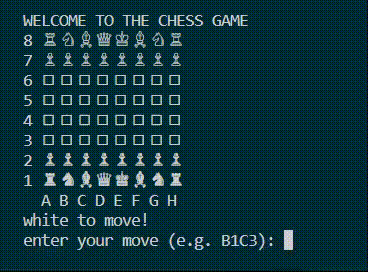 WELCOME TO THE CHESS GAME
8 ♖ ♘ ♗ ♕ ♔ ♗ ♘ ♖
7 ♙ ♙ ♙ ♙ ♙ ♙ ♙ ♙
6 □ □ □ □ □ □ □ □
5 □ □ □ □ □ □ □ □
4 □ □ □ □ □ □ □ □
3 □ □ □ □ □ □ □ □
2 ♟ ♟ ♟ ♟ ♟ ♟ ♟ ♟
1 ♜ ♞ ♝ ♛ ♚ ♝ ♞ ♜
A B C D E F G H
white to move!
enter your move (e.g. B1C3):